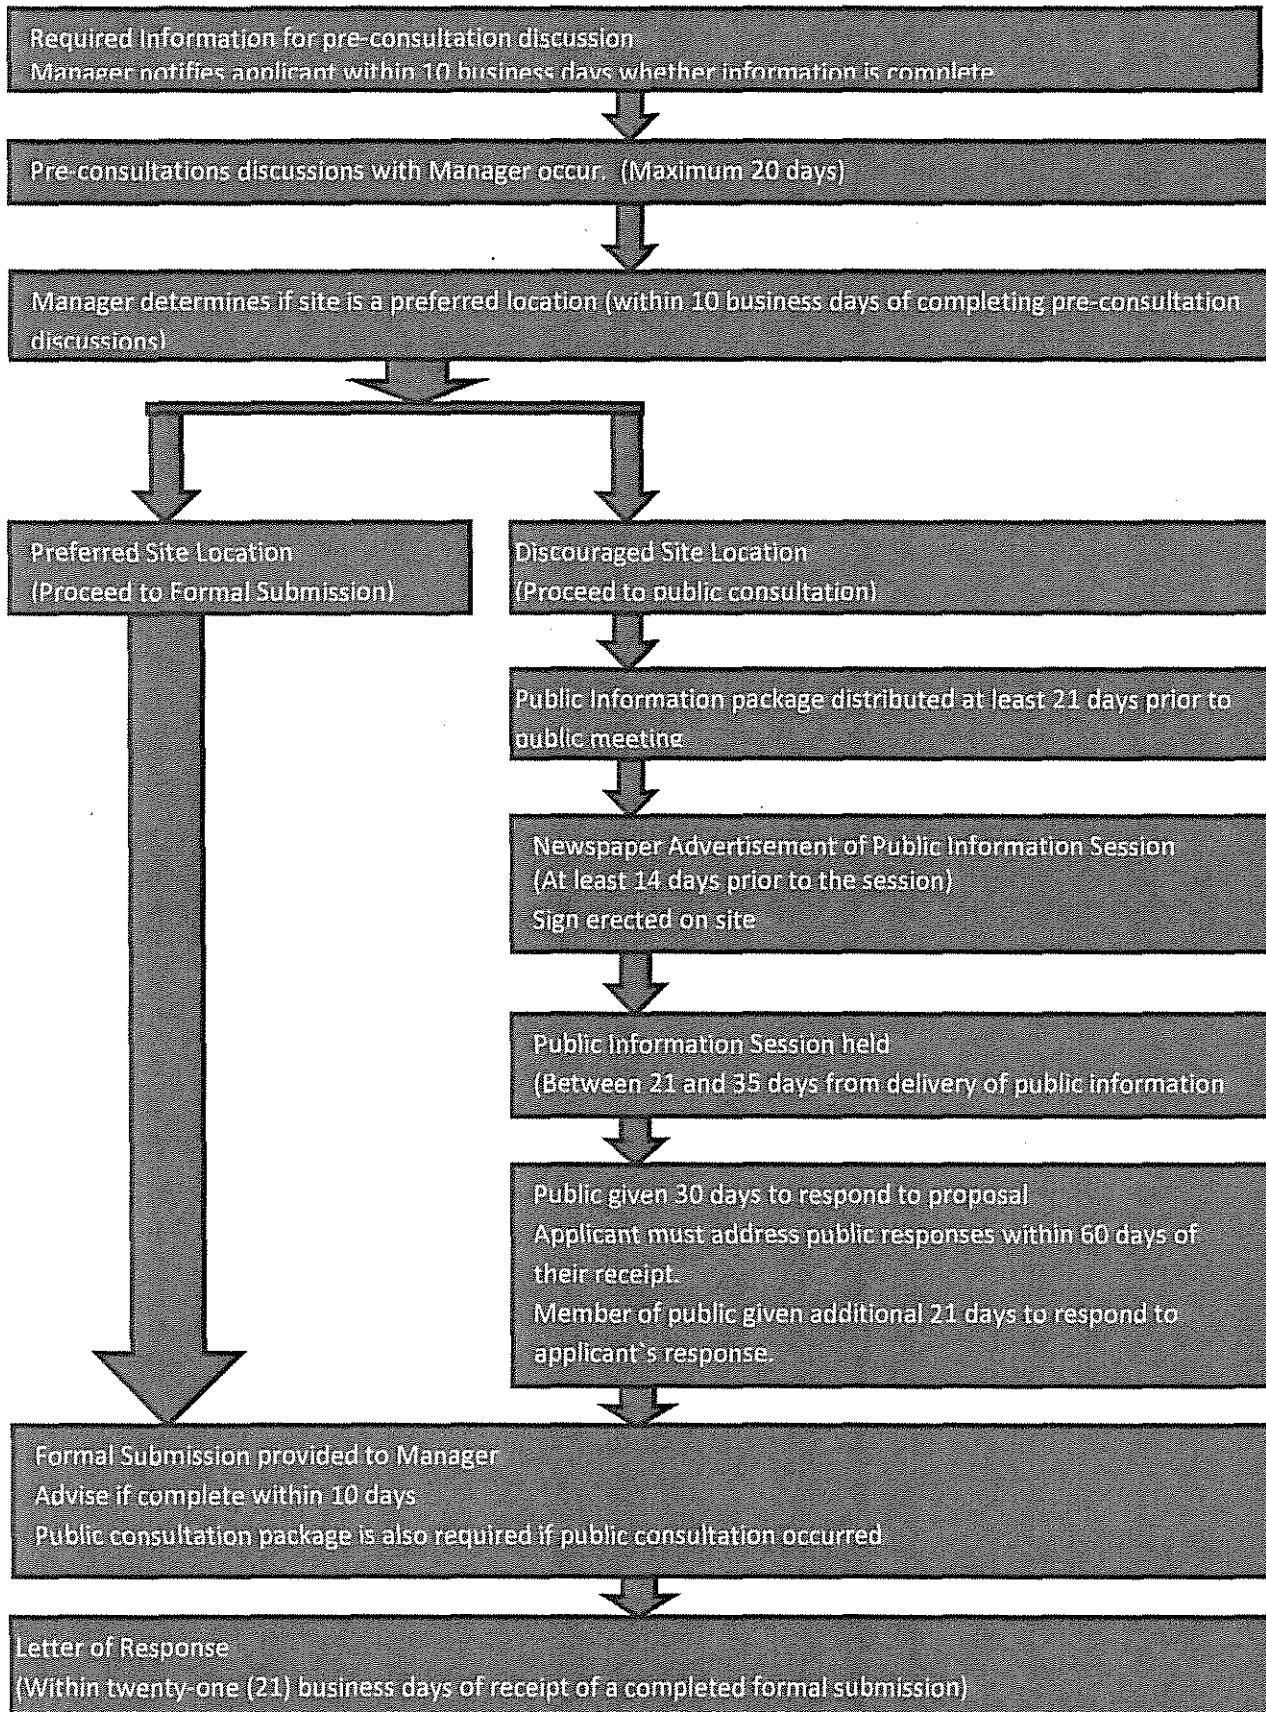 Required Information for pre-consultation discussion
Manager notifies applicant within 10 business days whether information is complete
Pre-consultations discussions with Manager occur. (Maximum 20 days)
Manager determines if site is a preferred location (within 10 business days of completing pre-consultation
discussions)
Preferred Site Location
(Proceed to Formal Submission)
Discouraged Site Location
(Proceed to public consultation)
Public Information package distributed at least 21 days prior to
public meeting
Newspaper Advertisement of Public Information Session
(At least 14 days prior to the session)
Sign erected on site
Public Information Session held
(Between 21 and 35 days from delivery of public information
Public given 30 days to respond to proposal
Applicant must address public responses within 60 days of
their receipt.
Member of public given additional 21 days to respond to
applicant`s response.
Formal Submission provided to Manager
Advise if complete within 10 days
Public consultation package is also required if public consultation occurred
Letter of Response
(Within twenty-one (21) business days of receipt of a completed formal submission)